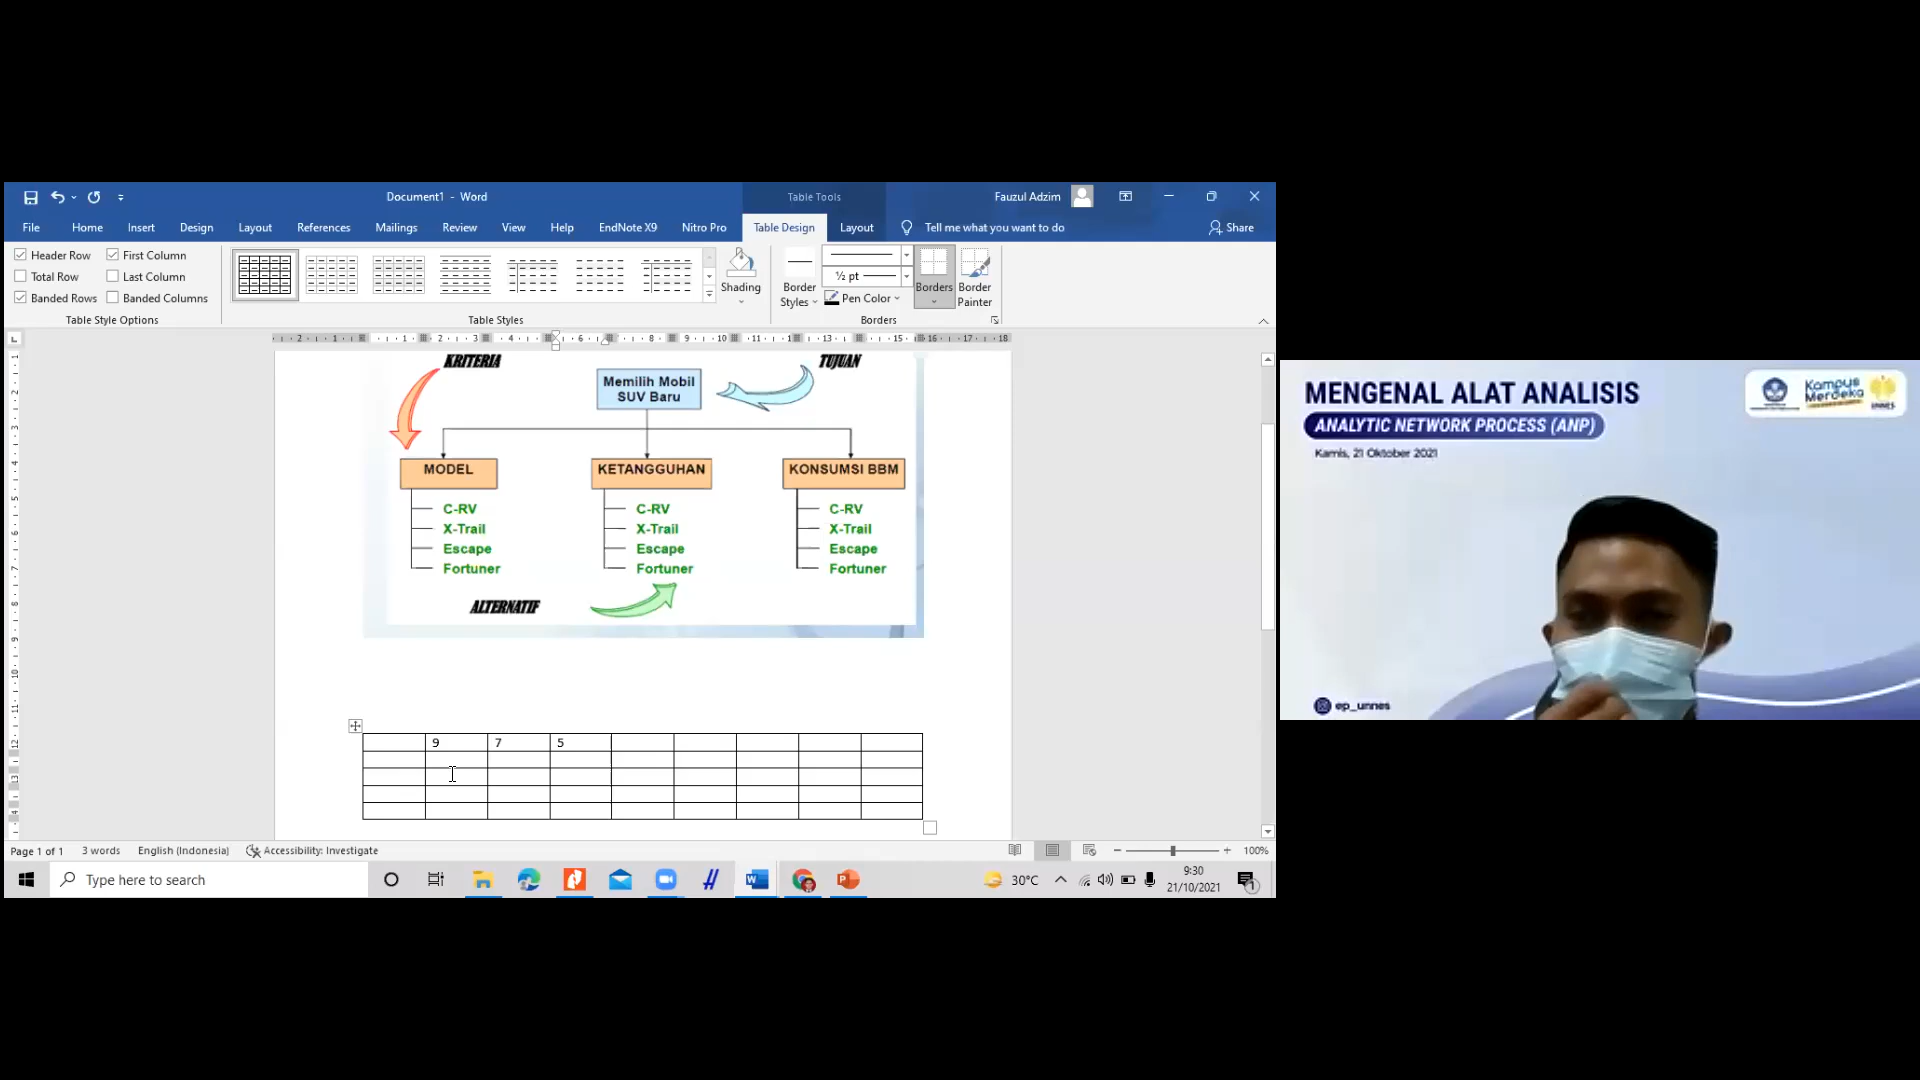 Document1 - Word
Table Tools
Fauzul Adzim
File Home Insert Design Layout References Mailings Review View Help EndNote X9 Nitro Pro Table Design Layout Tell me what you want to do Share
Header Row First Column
Total Row Last Column
Banded Rows Banded Columns
Table Style Options
Table Styles
Shading
Border Styles
½ pt
Pen Color
Borders
Border Painter
Borders
KRITERIA
TUJUAN
Memilih Mobil
SUV Baru
MODEL KETANGGUHAN KONSUMSI BBM
C-RV C-RV C-RV
X-Trail X-Trail X-Trail
Escape Escape Escape
Fortuner Fortuner Fortuner
ALTERNATIF
9 7 5
Page 1 of 1 3 words English (Indonesia) Accessibility: Investigate 100%
Type here to search
30°C
9:30
21/10/2021
1
MENGENAL ALAT ANALISIS
ANALYTIC NETWORK PROCESS (ANP)
Kamis, 21 Oktober 2021
Kampus
Merdeka
UNNES
ep_unnes